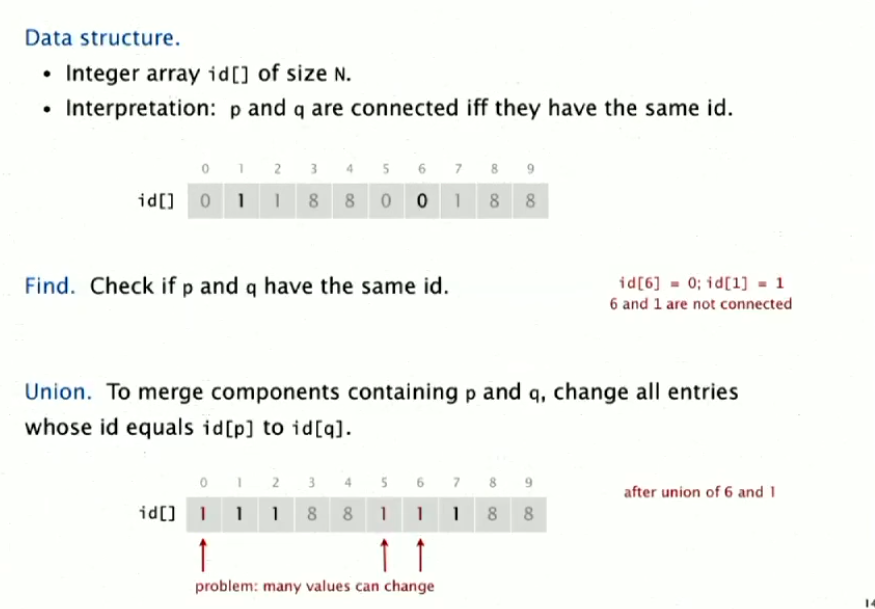 Data structure.
• Integer array id[] of size N.
• Interpretation: p and q are connected iff they have the same id.
0 1 2 3 4 5 6 7 8 9
id[] 0 1 1 8 8 0 0 1 8 8
Find. Check if p and q have the same id.
id[6] = 0; id[1] = 1
6 and 1 are not connected
Union. To merge components containing p and q, change all entries
whose id equals id[p] to id[q].
0 1 2 3 4 5 6 7 8 9
id[] 1 1 1 8 8 1 1 1 8 8
after union of 6 and 1
problem: many values can change